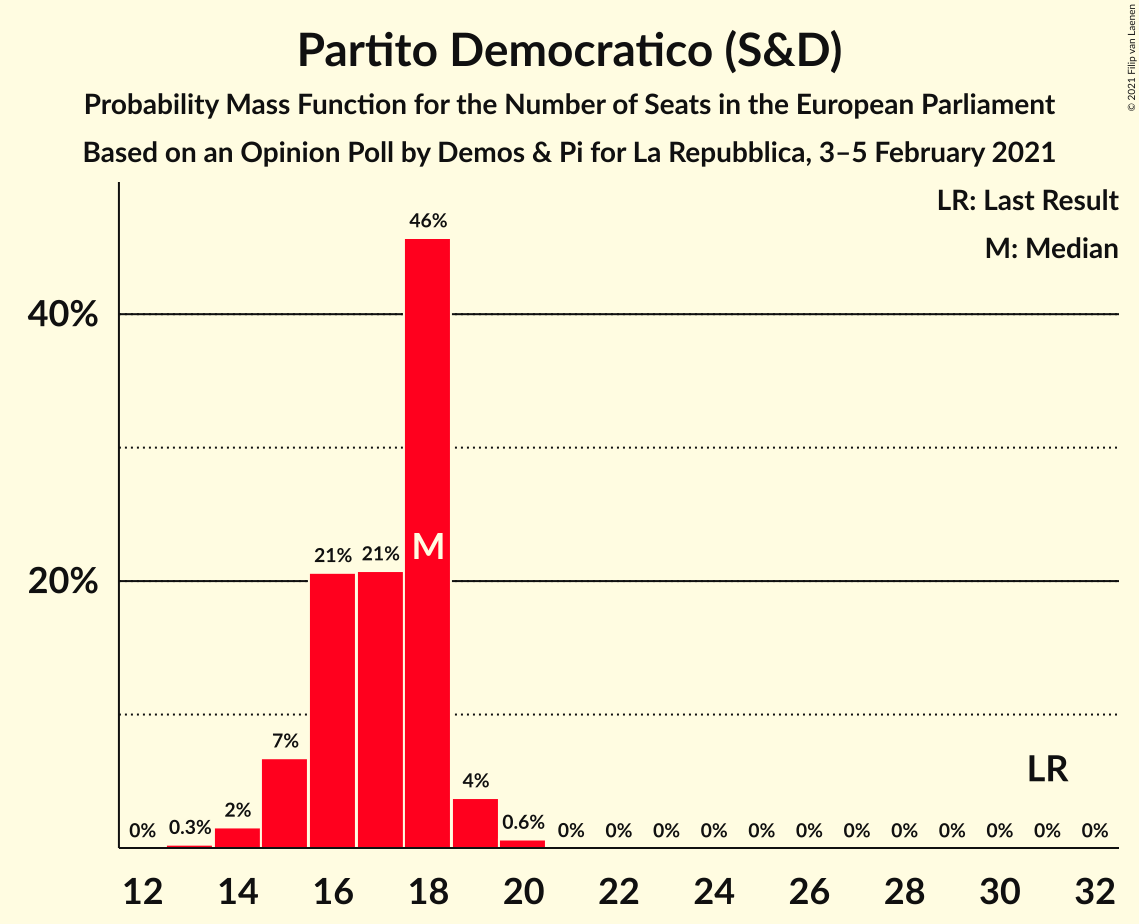 Partito Democratico (S&D)
Probability Mass Function for the Number of Seats in the European Parliament
Based on an Opinion Poll by Demos & Pi for La Repubblica, 3–5 February 2021
© 2021 Filip van Laenen
LR: Last Result
M: Median
46%
40%
M
21% 21%
20%
7%
LR
4%
2%
0% 0.3% 0.6% 0% 0% 0% 0% 0% 0% 0% 0% 0% 0% 0% 0%
12 14 16 18 20 22 24 26 28 30 32